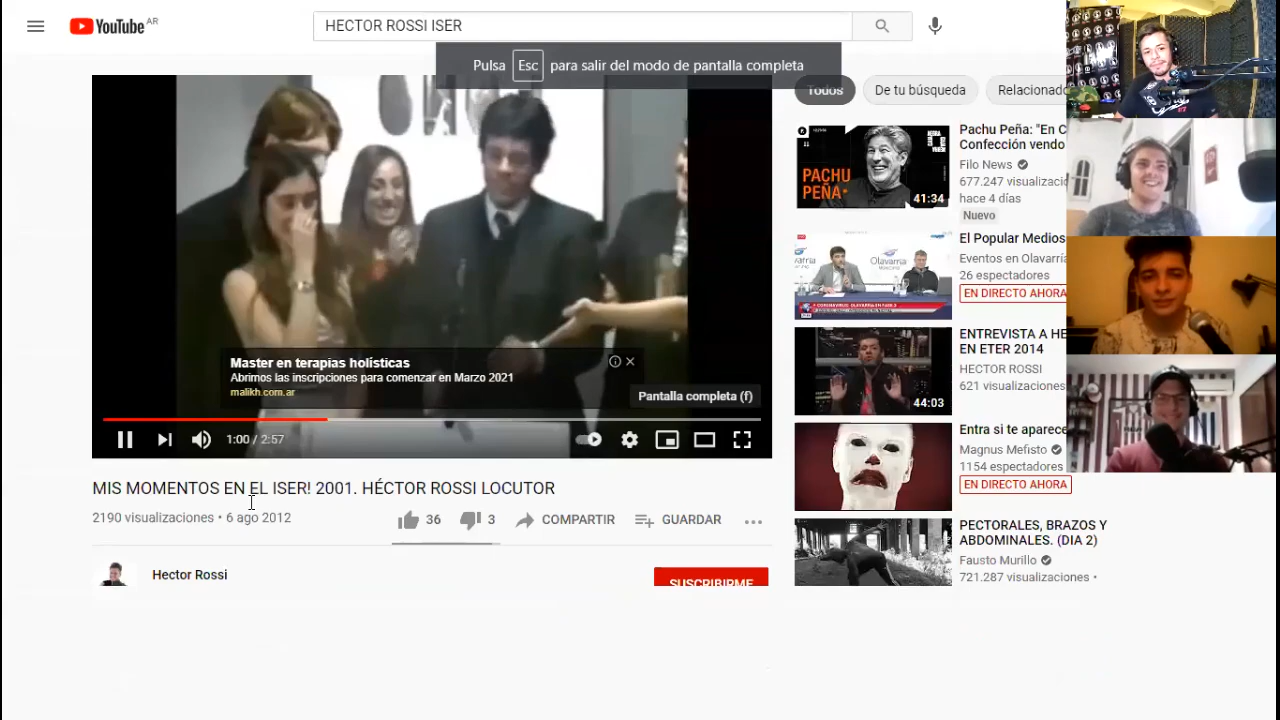 YouTube AR
HECTOR ROSSI ISER
Pulsa Esc para salir del modo de pantalla completa
Todos
De tu búsqueda
Relacionado
Master en terapias holísticas
Abrimos las inscripciones para comenzar en Marzo 2021
malikh.com.ar
Pantalla completa (f)
1:00 / 2:57
MIS MOMENTOS EN EL ISER! 2001. HÉCTOR ROSSI LOCUTOR
2190 visualizaciones • 6 ago 2012
36
3
COMPARTIR
GUARDAR
Hector Rossi
SUSCRIBIRME
PACHU
PEÑA
41:34
Pachu Peña: "En C
Confección vendo
Filo News
677.247 visualizacio
hace 4 días
Nuevo
Olavarría
El Popular Medios
Eventos en Olavarría
26 espectadores
EN DIRECTO AHORA
44:03
ENTREVISTA A HE
EN ETER 2014
HECTOR ROSSI
621 visualizaciones
Entra si te aparece
Magnus Mefisto
1154 espectadores
EN DIRECTO AHORA
PECTORALES, BRAZOS Y
ABDOMINALES. (DIA 2)
Fausto Murillo
721.287 visualizaciones •